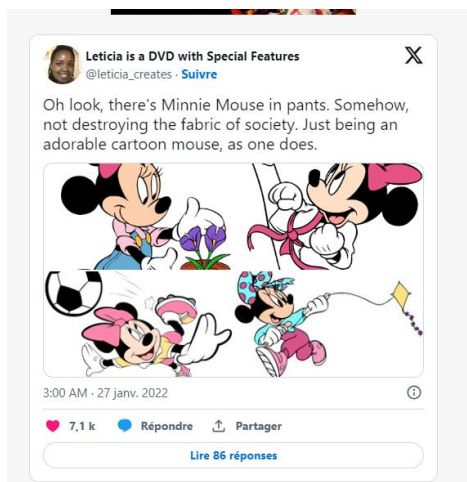 Leticia is a DVD with Special Features
@leticia_creates · Suivre
Oh look, there's Minnie Mouse in pants. Somehow,
not destroying the fabric of society. Just being an
adorable cartoon mouse, as one does.
3:00 AM · 27 janv. 2022
7,1 k Répondre Partager
Lire 86 réponses